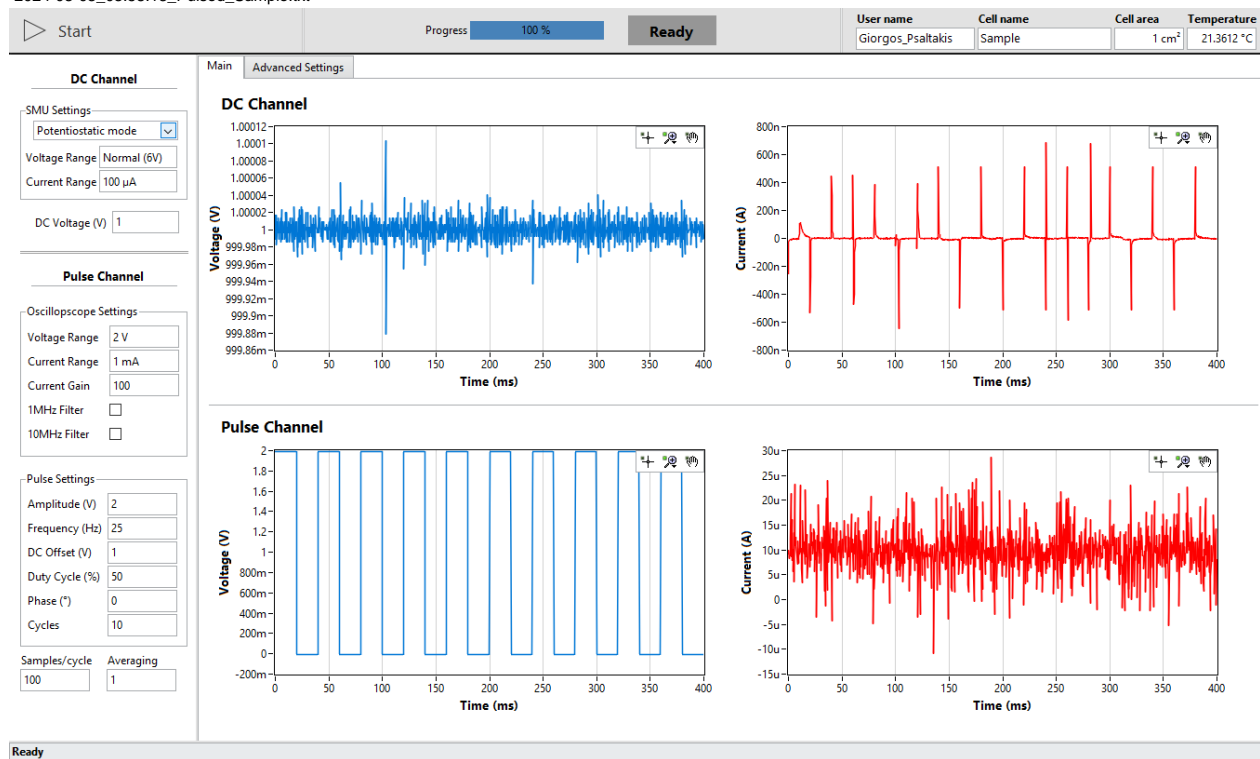 Start
Progress 100 % Ready
User name Cell name Cell area Temperature
Giorgos_Psaltakis Sample 1 cm² 21.3612 °C
DC Channel
SMU Settings
Potentiostatic mode
Voltage Range Normal (6V)
Current Range 100 µA
DC Voltage (V) 1
Pulse Channel
Oscillopscope Settings
Voltage Range 2 V
Current Range 1 mA
Current Gain 100
1MHz Filter
10MHz Filter
Pulse Settings
Amplitude (V) 2
Frequency (Hz) 25
DC Offset (V) 1
Duty Cycle (%) 50
Phase (°) 0
Cycles 10
Samples/cycle Averaging
100 1
Main Advanced Settings
DC Channel
Voltage (V)
1.00012
1.0001
1.00008
1.00006
1.00004
1.00002
1
999.98m
999.96m
999.94m
999.92m
999.9m
999.88m
999.86m
0 50 100 150 200 250 300 350 400
Time (ms)
Current (A)
800n
600n
400n
200n
0
-200n
-400n
-600n
-800n
0 50 100 150 200 250 300 350 400
Time (ms)
Pulse Channel
Voltage (V)
2
1.8
1.6
1.4
1.2
1
800m
600m
400m
200m
0
-200m
0 50 100 150 200 250 300 350 400
Time (ms)
Current (A)
30u
25u
20u
15u
10u
5u
0
-5u
-10u
-15u
0 50 100 150 200 250 300 350 400
Time (ms)
Ready